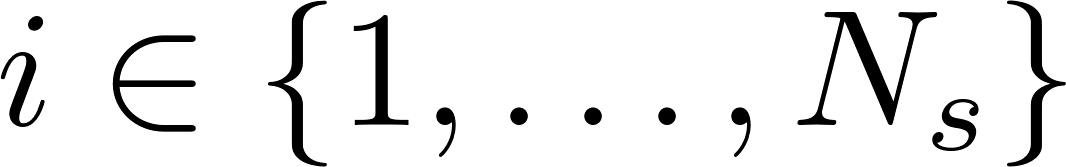 i ∈ {1, . . . , N_s}